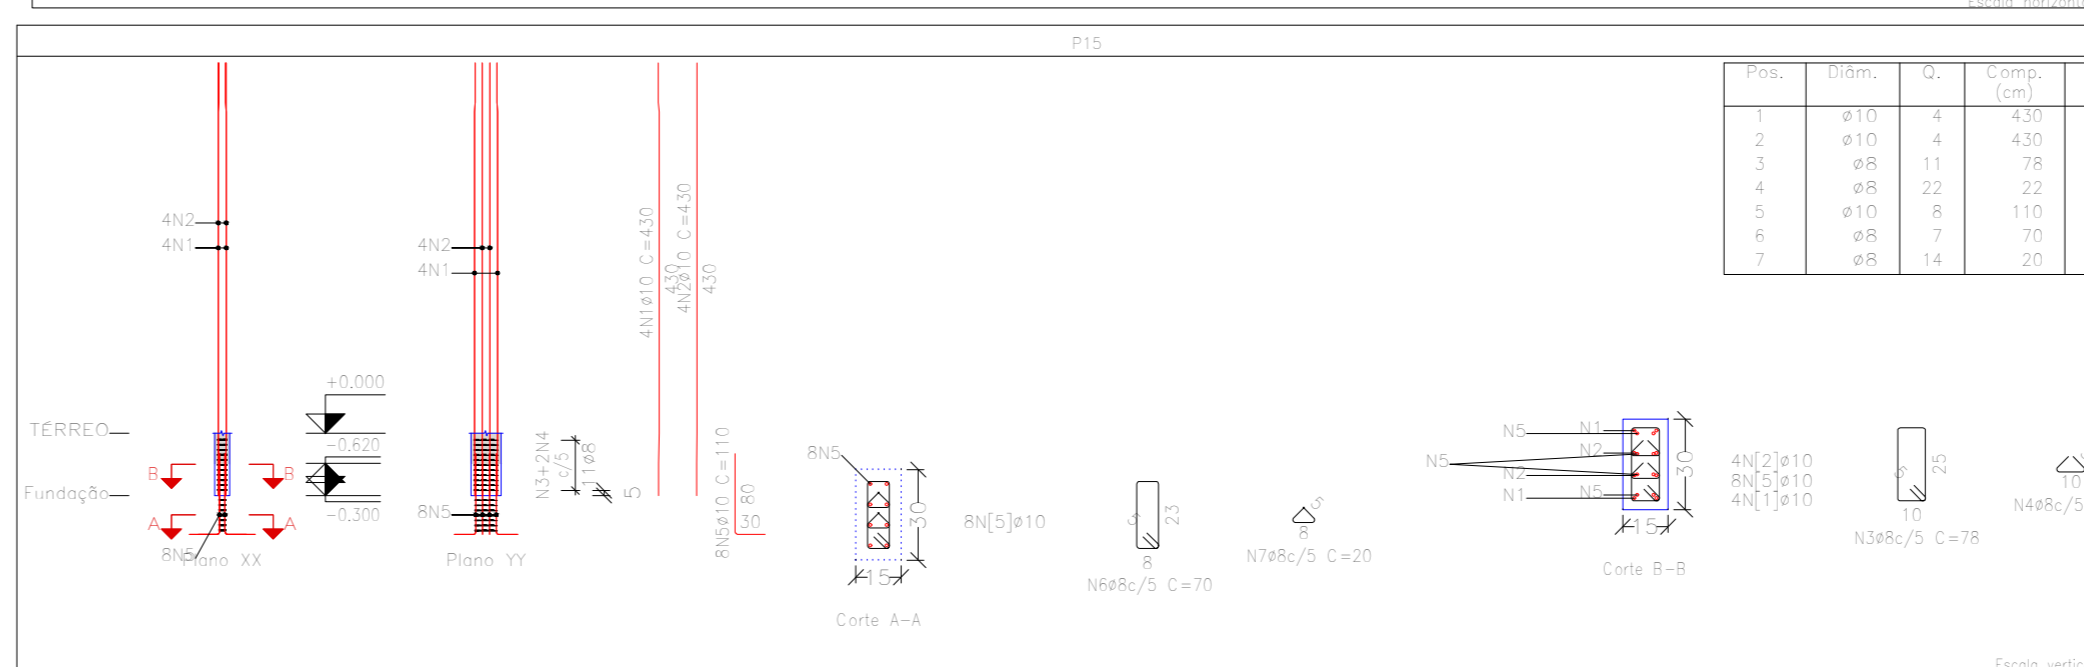 Escala horizont
P15
Pos. Diâm. Q. Comp. (cm)
1 ø10 4 430
2 ø10 4 430
3 ø8 11 78
4 ø8 22 22
5 ø10 8 110
6 ø8 7 70
7 ø8 14 20
4N2
4N1
4N2
4N1
4N1ø10 C=430
430
4N2ø10 C=430
430
+0.000
TÉRREO
-0.620
B B
Fundação
-0.300
A A
8N5
Plano XX
8N5
Plano YY
N3+2N4
c/5
11ø8
5
8N5ø10 C=110
80
30
8N5
30
15
8N[5]ø10
Corte A-A
5
23
8
N6ø8c/5 C=70
5
8
N7ø8c/5 C=20
N5 N1
N5 N2
N2
N1 N5
30
15
4N[2]ø10
8N[5]ø10
4N[1]ø10
Corte B-B
5
25
10
N3ø8c/5 C=78
10
N4ø8c/5
Escala vertic